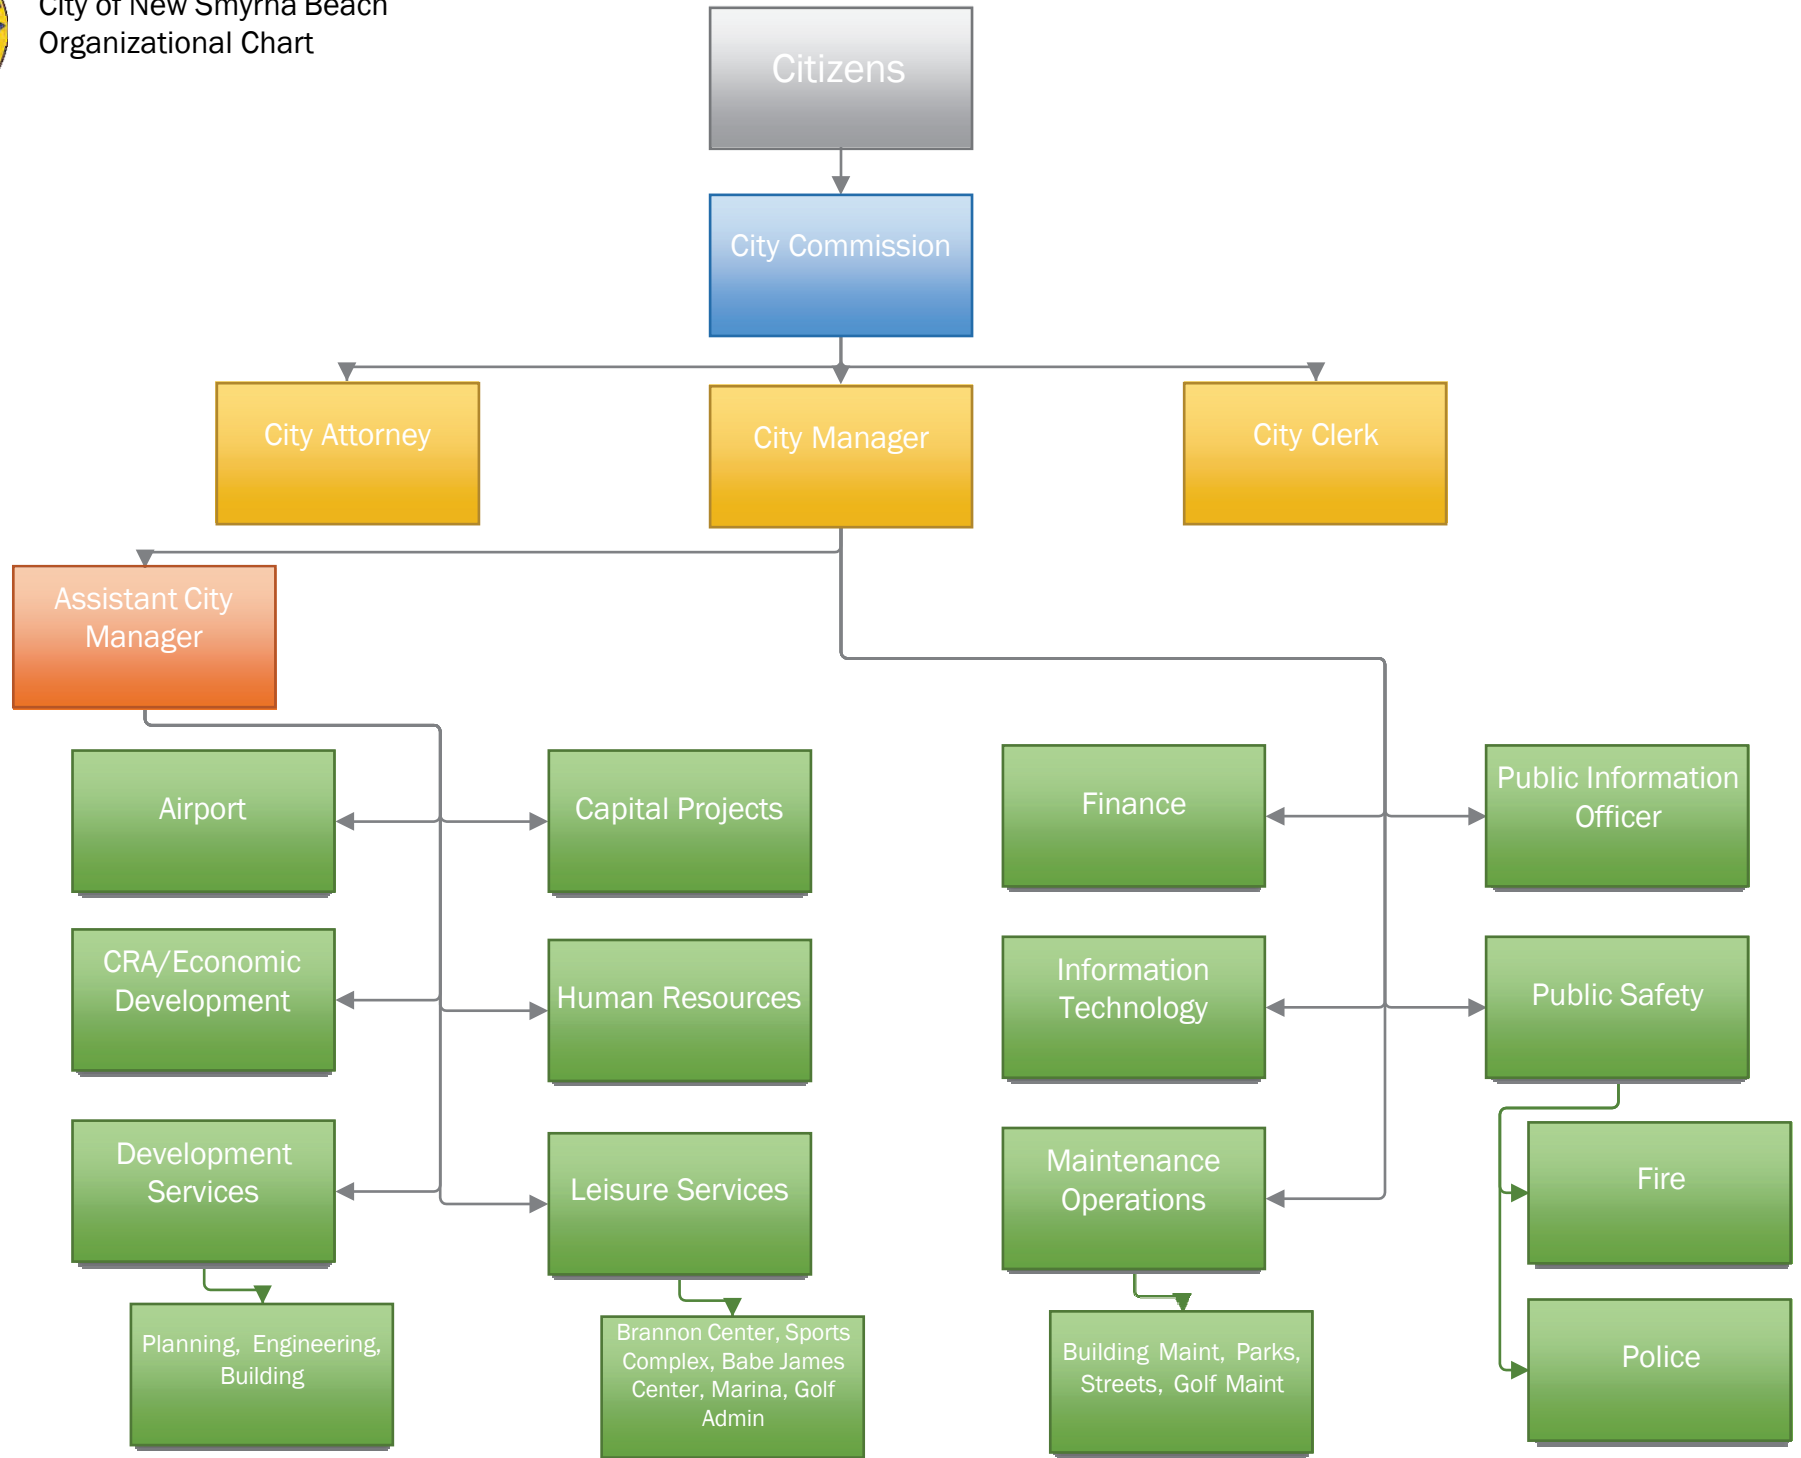 City of New Smyrna Beach
Organizational Chart
Citizens
City Commission
City Attorney
City Manager
City Clerk
Assistant City
Manager
Airport
Capital Projects
Finance
Public Information
Officer
CRA/Economic
Development
Human Resources
Information
Technology
Public Safety
Development
Services
Leisure Services
Maintenance
Operations
Fire
Planning, Engineering,
Building
Brannon Center, Sports
Complex, Babe James
Center, Marina, Golf
Admin
Building Maint, Parks,
Streets, Golf Maint
Police